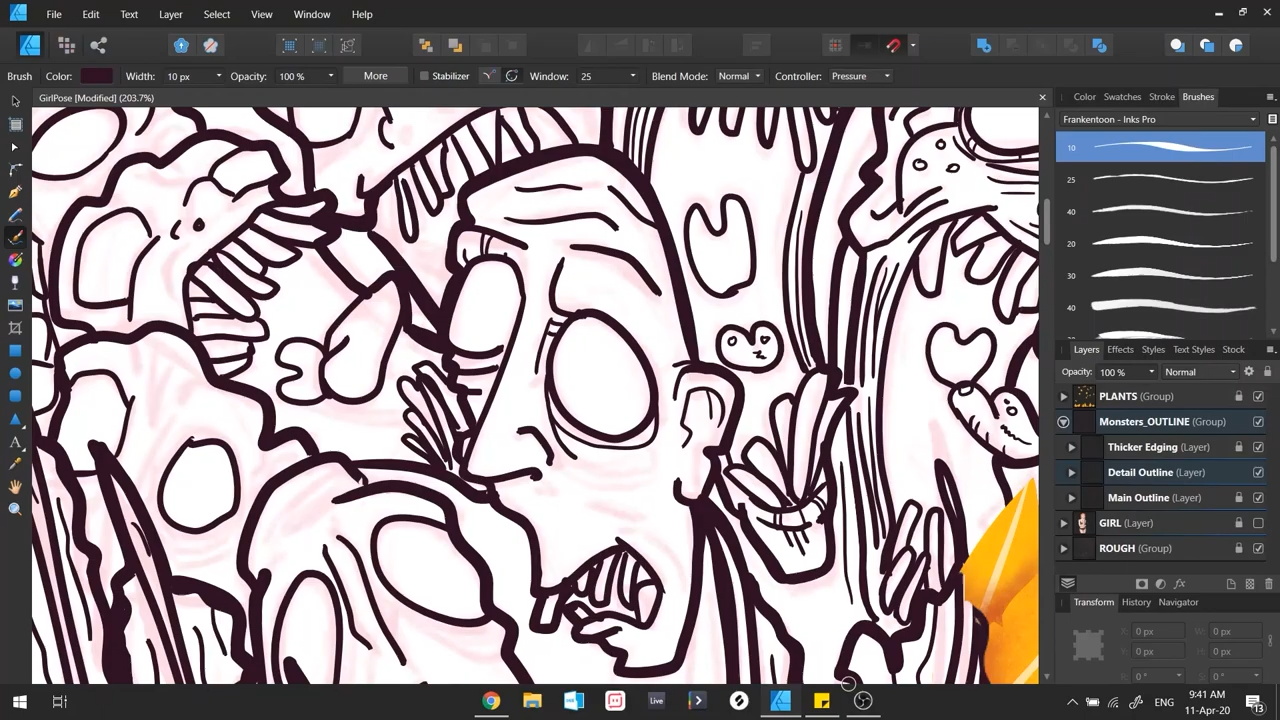 File Edit Text Layer Select View Window Help
Brush Color: Width: 10 px Opacity: 100 % More Stabilizer Window: 25 Blend Mode: Normal Controller: Pressure
GirlPose [Modified] (203.7%)
Color Swatches Stroke Brushes
Frankentoon - Inks Pro
10
25
40
20
30
40
Layers Effects Styles Text Styles Stock
Opacity: 100 % Normal
PLANTS (Group)
Monsters_OUTLINE (Group)
Thicker Edging (Layer)
Detail Outline (Layer)
Main Outline (Layer)
GIRL (Layer)
ROUGH (Group)
Transform History Navigator
X: 0 px W: 0 px
Y: 0 px H: 0 px
R: 0 ° S: 0 °
Live
ENG
9:41 AM
11-Apr-20
13